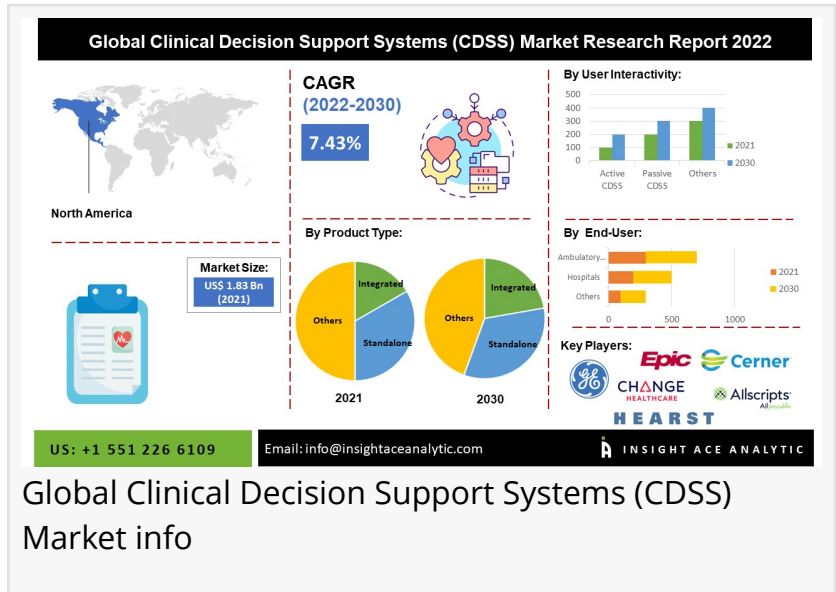 Global Clinical Decision Support Systems (CDSS) Market Research Report 2022
North America
Market Size:
US$ 1.83 Bn
(2021)
CAGR
(2022-2030)
7.43%
By Product Type:
Integrated
Others
Standalone
2021
Integrated
Others
Standalone
2030
By User Interactivity:
500
400
300
200
100
0
Active
CDSS
Passive
CDSS
Others
2021
2030
By End-User:
Ambulatory...
Hospitals
Others
0
500
1000
2021
2030
Key Players:
GE
Epic
Cerner
CHANGE
HEALTHCARE
Allscripts
HEARST
US: +1 551 226 6109
Email: info@insightaceanalytic.com
INSIGHT ACE ANALYTIC
Global Clinical Decision Support Systems (CDSS)
Market info